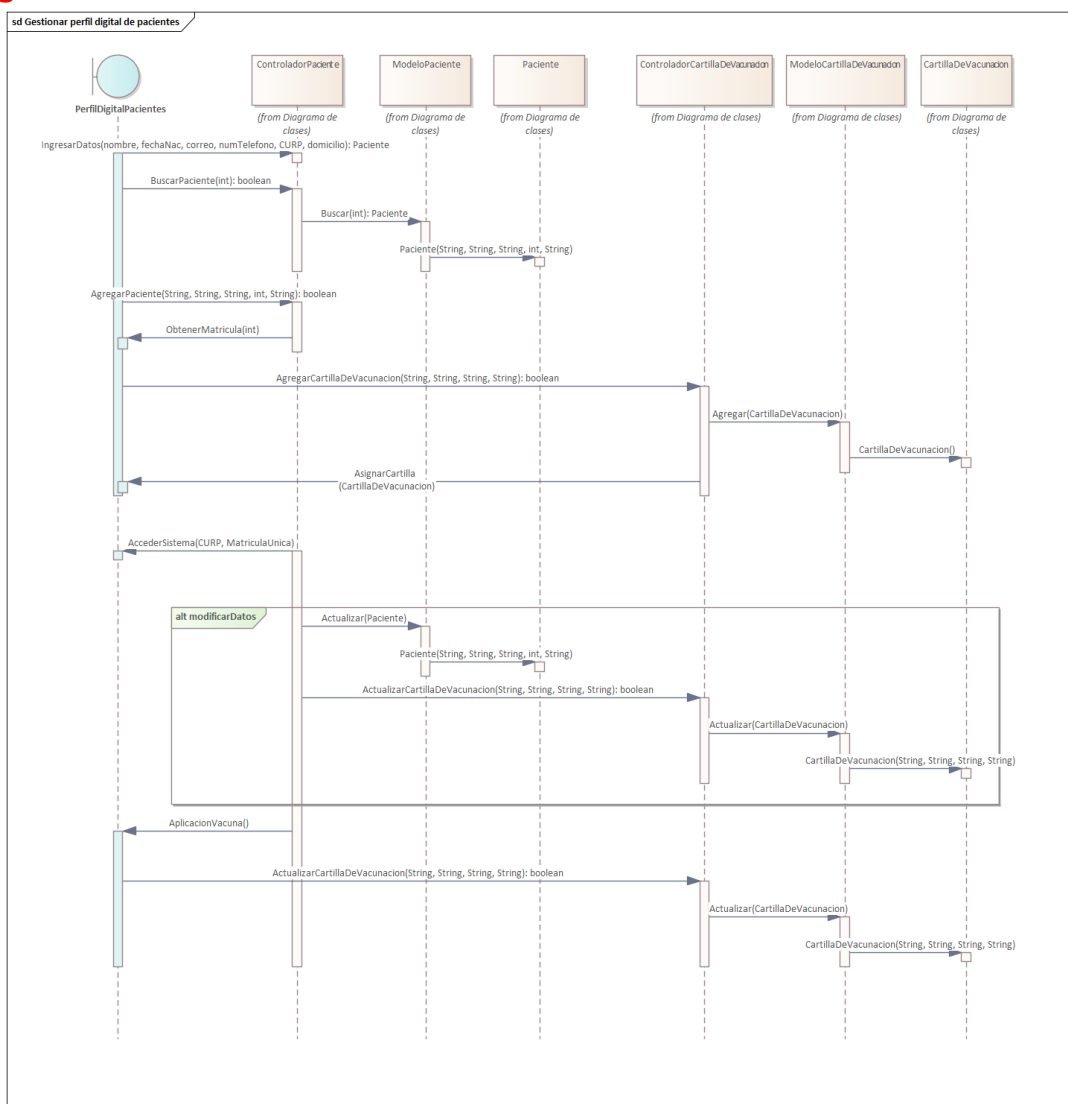 sd Gestionar perfil digital de pacientes
PerfilDigitalPacientes
ControladorPaciente
(from Diagrama de
clases)
ModeloPaciente
(from Diagrama de
clases)
Paciente
(from Diagrama de
clases)
ControladorCartillaDeVacunacion
(from Diagrama de clases)
ModeloCartillaDeVacunacion
(from Diagrama de clases)
CartillaDeVacunacion
(from Diagrama de
clases)
IngresarDatos(nombre, fechaNac, correo, numTelefono, CURP, domicilio): Paciente
BuscarPaciente(int): boolean
Buscar(int): Paciente
Paciente(String, String, String, int, String)
AgregarPaciente(String, String, String, int, String): boolean
ObtenerMatricula(int)
AgregarCartillaDeVacunacion(String, String, String, String): boolean
Agregar(CartillaDeVacunacion)
CartillaDeVacunacion()
AsignarCartilla
(CartillaDeVacunacion)
AccederSistema(CURP, MatriculaUnica)
alt modificarDatos
Actualizar(Paciente)
Paciente(String, String, String, int, String)
ActualizarCartillaDeVacunacion(String, String, String, String): boolean
Actualizar(CartillaDeVacunacion)
CartillaDeVacunacion(String, String, String, String)
AplicacionVacuna()
ActualizarCartillaDeVacunacion(String, String, String, String): boolean
Actualizar(CartillaDeVacunacion)
CartillaDeVacunacion(String, String, String, String)